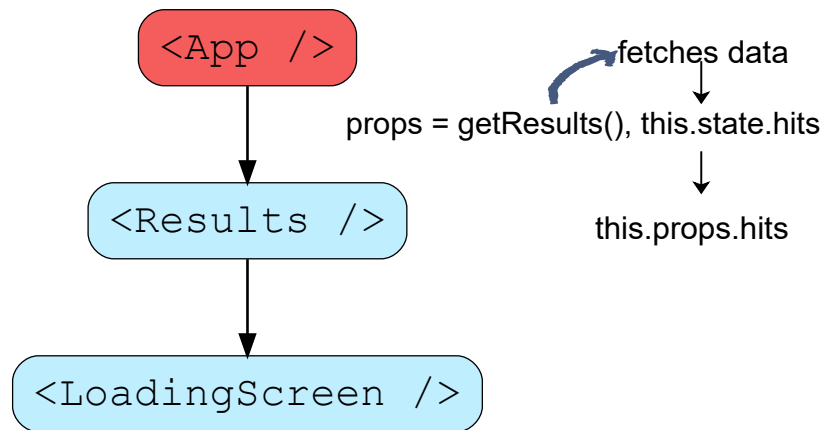 <App />
fetches data
props = getResults(), this.state.hits
<Results />
this.props.hits
<LoadingScreen />